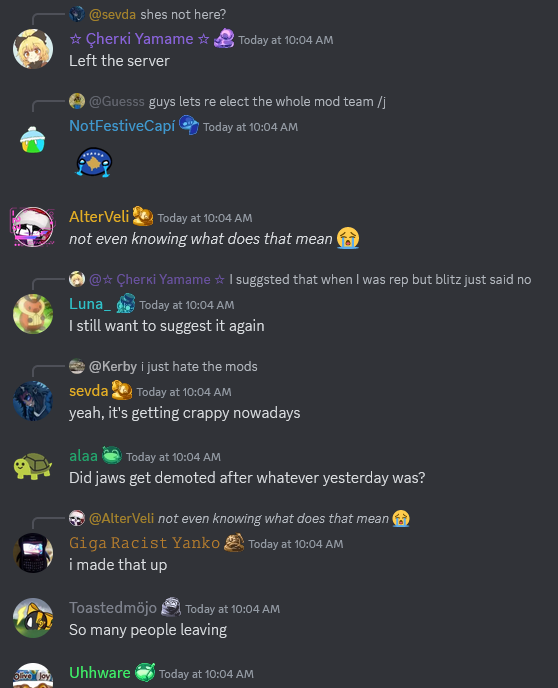 @sevda shes not here?
☆ Çherкi Yamame ☆ Today at 10:04 AM
Left the server
@Guesss guys lets re elect the whole mod team /j
NotFestiveCapí Today at 10:04 AM
AlterVeli Today at 10:04 AM
not even knowing what does that mean 😭
@☆ Çherкi Yamame ☆ I suggsted that when I was rep but blitz just said no
Luna_ Today at 10:04 AM
I still want to suggest it again
@Kerby i just hate the mods
sevda Today at 10:04 AM
yeah, it's getting crappy nowadays
alaa Today at 10:04 AM
Did jaws get demoted after whatever yesterday was?
@AlterVeli not even knowing what does that mean 😭
Giga Racist Yanko Today at 10:04 AM
i made that up
Toastedmöjo Today at 10:04 AM
So many people leaving
Olive Joy
Uhhware Today at 10:04 AM